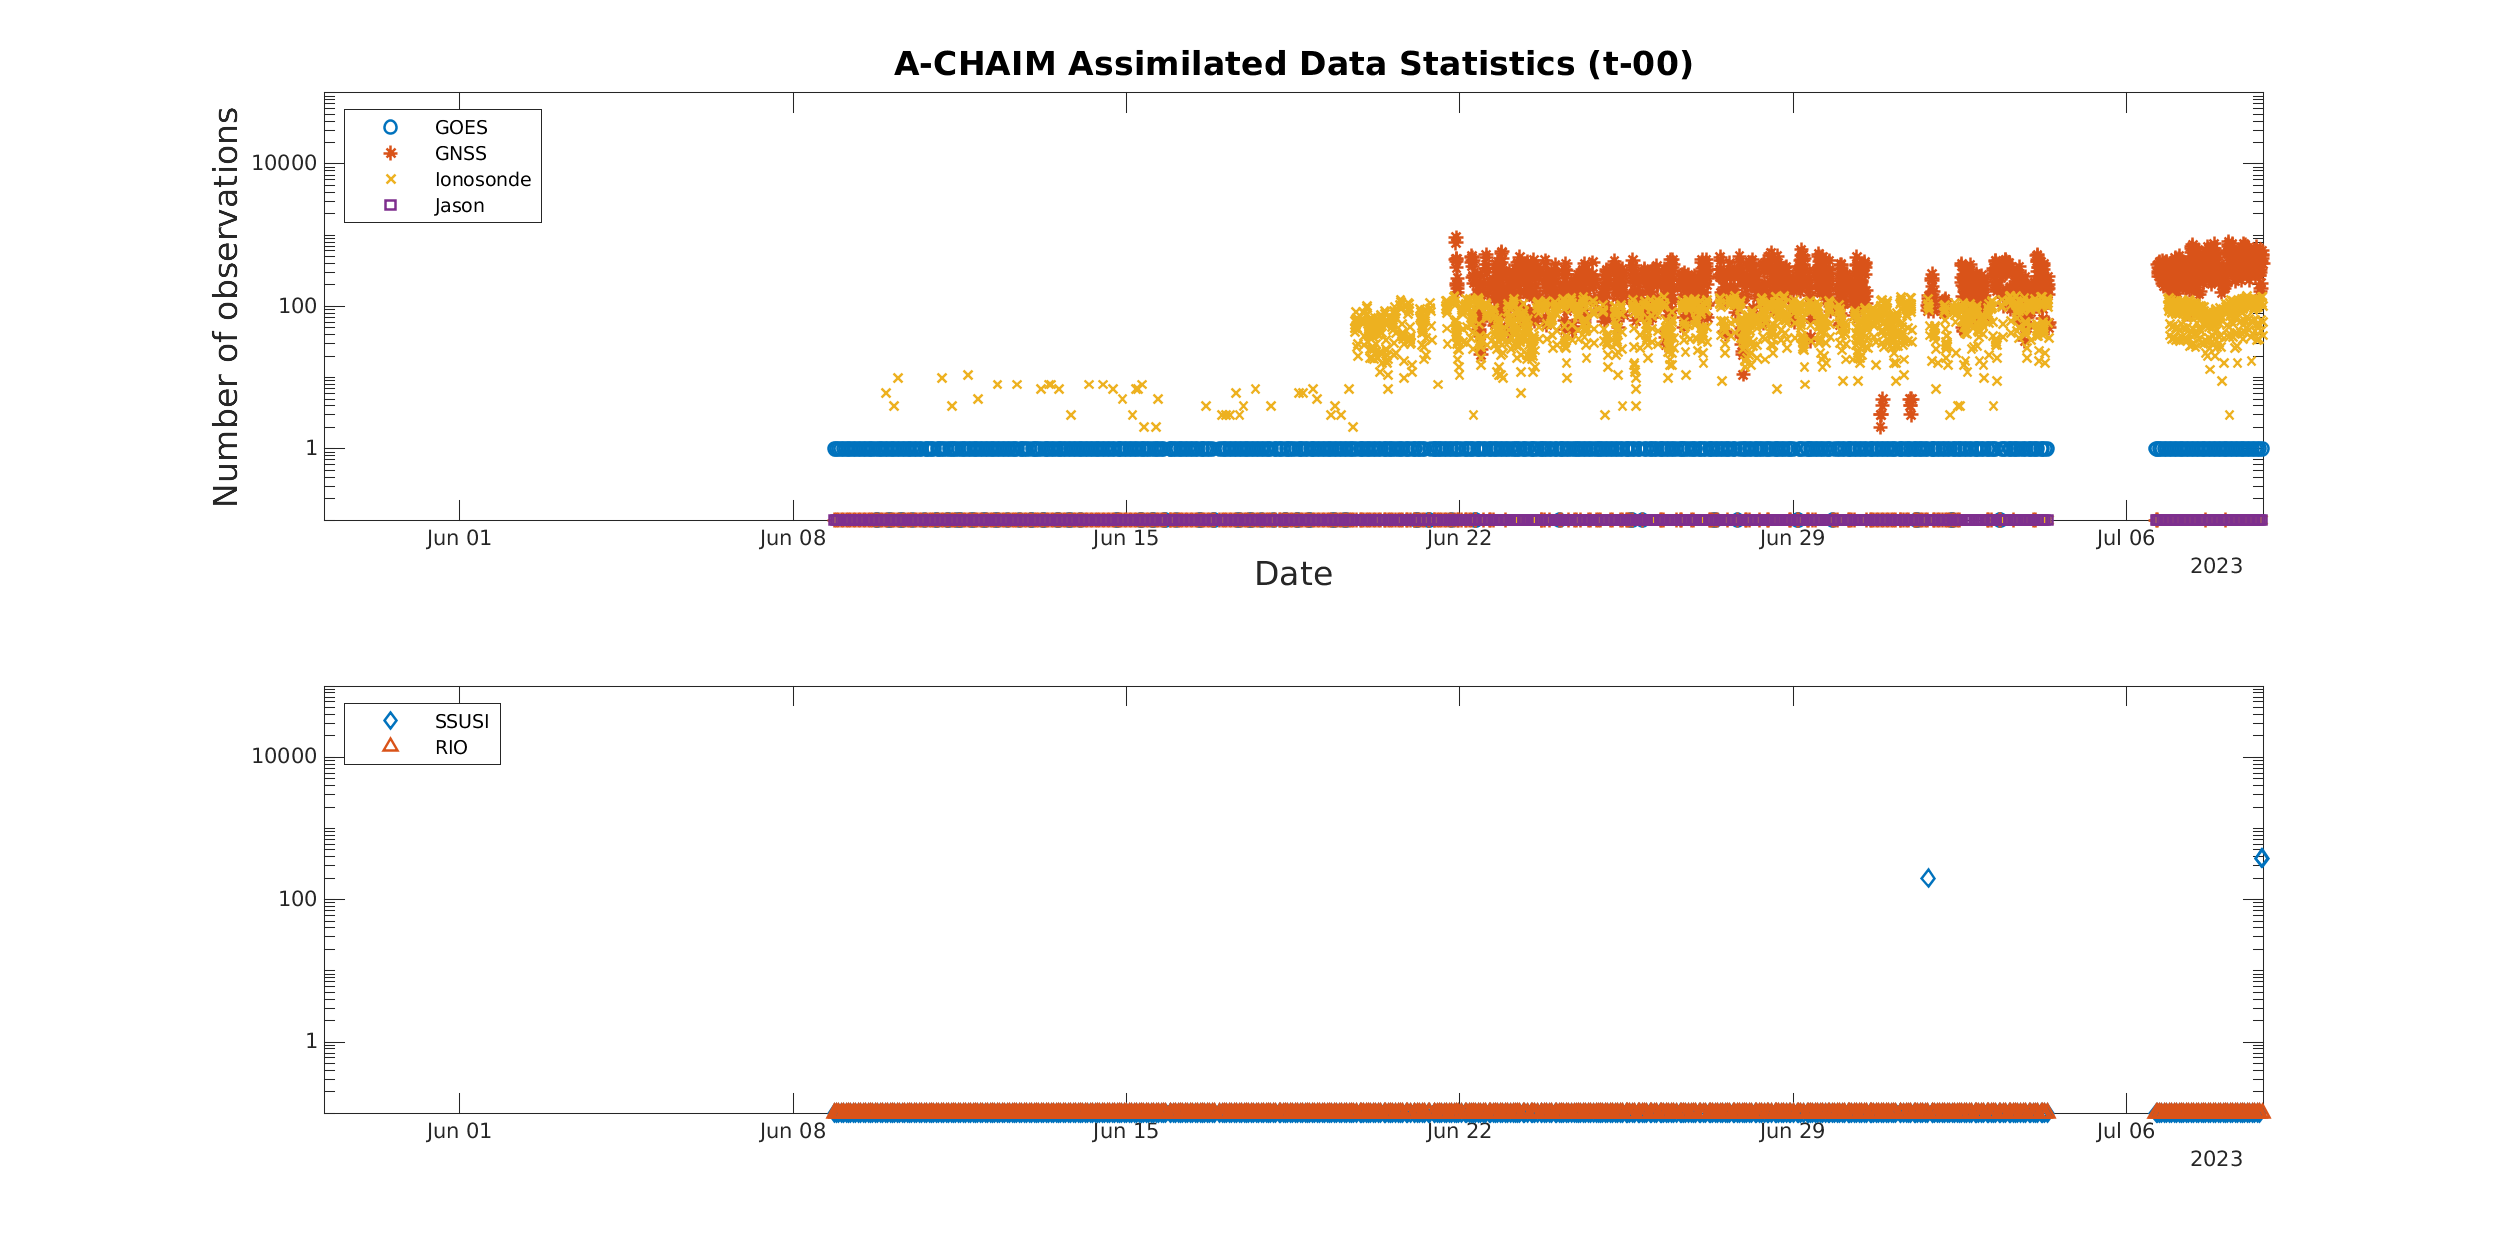 A-CHAIM Assimilated Data Statistics (t-00)
Number of observations
10000
100
1
GOES
GNSS
Ionosonde
Jason
Jun 01
Jun 08
Jun 15
Jun 22
Jun 29
Jul 06
2023
Date
10000
100
1
SSUSI
RIO
Jun 01
Jun 08
Jun 15
Jun 22
Jun 29
Jul 06
2023